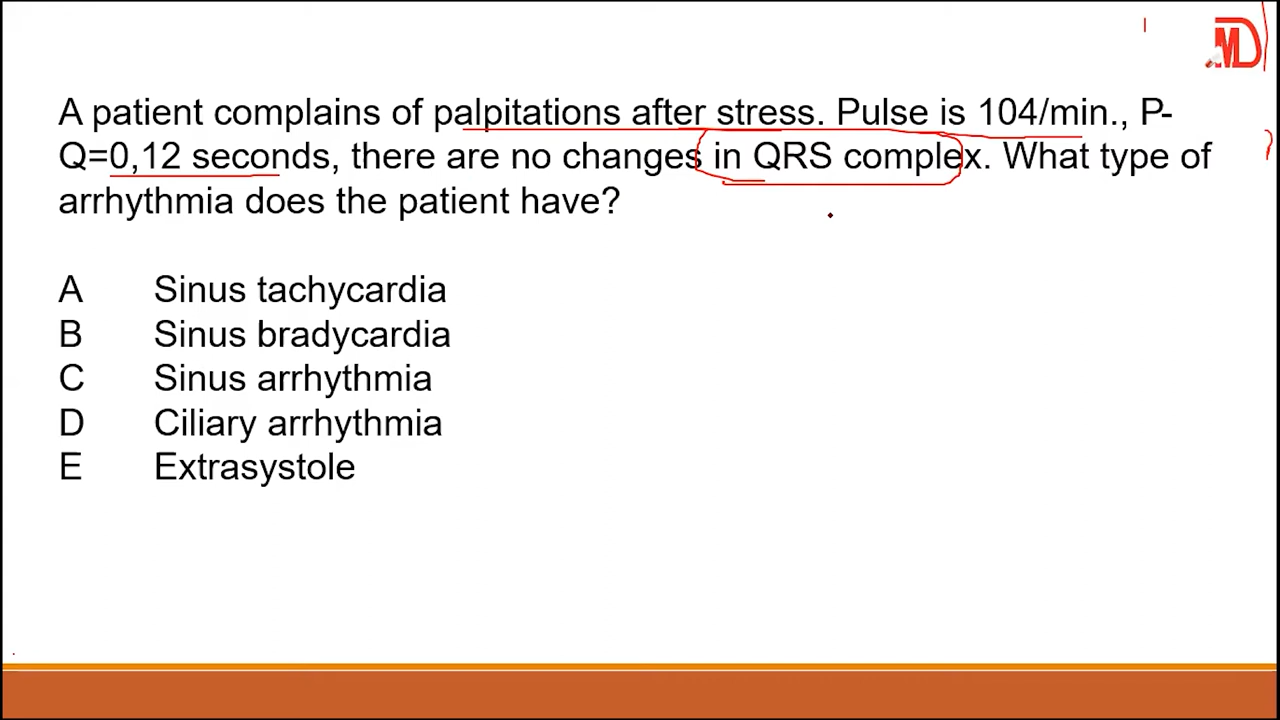 MD
A patient complains of palpitations after stress. Pulse is 104/min., P-
Q=0,12 seconds, there are no changes in QRS complex. What type of
arrhythmia does the patient have?
A Sinus tachycardia
B Sinus bradycardia
C Sinus arrhythmia
D Ciliary arrhythmia
E Extrasystole